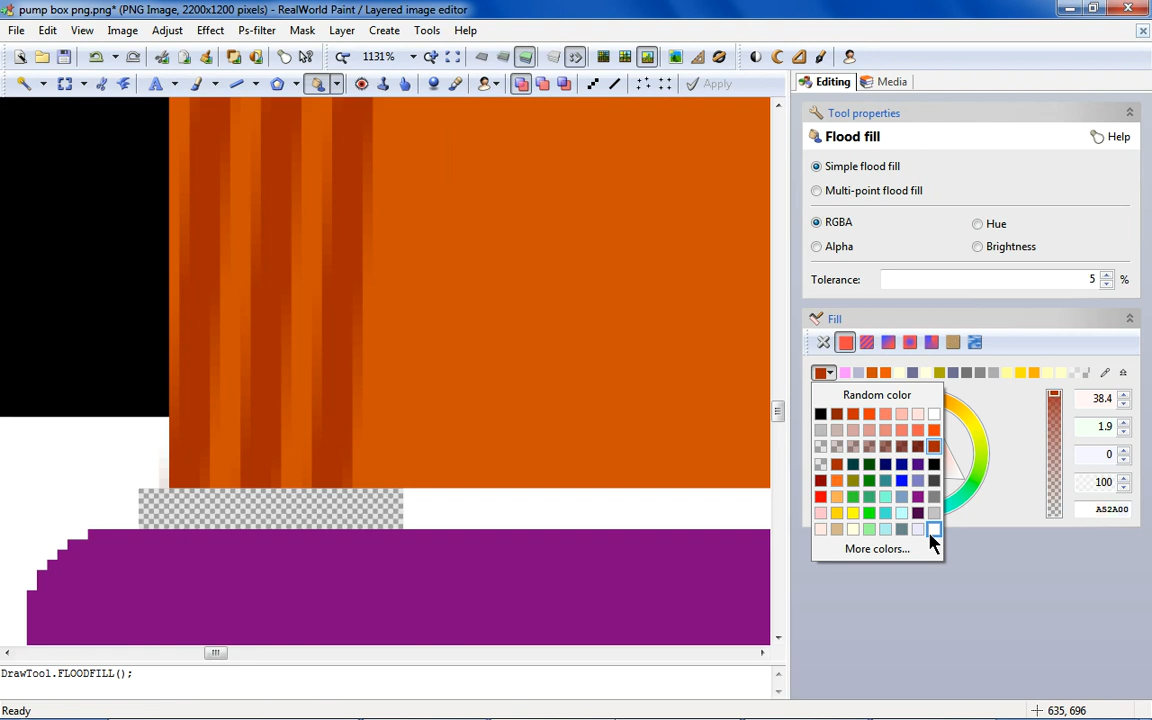 pump box png.png* (PNG Image, 2200x1200 pixels) - RealWorld Paint / Layered image editor
File Edit View Image Adjust Effect Ps-filter Mask Layer Create Tools Help
1131%
Apply
Editing Media
Tool properties
Flood fill Help
Simple flood fill
Multi-point flood fill
RGBA Hue
Alpha Brightness
Tolerance: 5 %
Fill
Random color
38.4
1.9
0
100
A52A00
More colors...
DrawTool.FLOODFILL();
Ready 635, 696